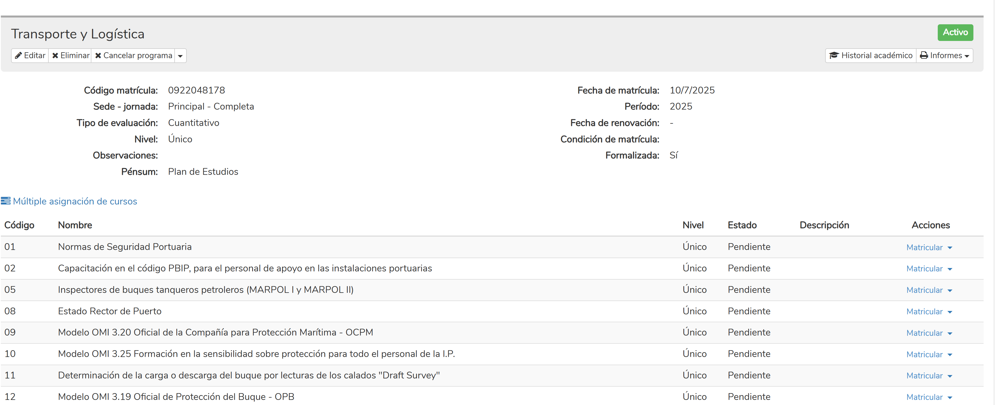 Transporte y Logística
Activo
Editar Eliminar Cancelar programa
Historial académico Informes
Código matrícula: 0922048178
Fecha de matrícula: 10/7/2025
Sede - jornada: Principal - Completa
Período: 2025
Tipo de evaluación: Cuantitativo
Fecha de renovación: -
Nivel: Único
Condición de matrícula:
Observaciones:
Formalizada: Sí
Pénsum: Plan de Estudios
Múltiple asignación de cursos
Código Nombre Nivel Estado Descripción Acciones
01 Normas de Seguridad Portuaria Único Pendiente Matricular
02 Capacitación en el código PBIP, para el personal de apoyo en las instalaciones portuarias Único Pendiente Matricular
05 Inspectores de buques tanqueros petroleros (MARPOL I y MARPOL II) Único Pendiente Matricular
08 Estado Rector de Puerto Único Pendiente Matricular
09 Modelo OMI 3.20 Oficial de la Compañía para Protección Marítima - OCPM Único Pendiente Matricular
10 Modelo OMI 3.25 Formación en la sensibilidad sobre protección para todo el personal de la I.P. Único Pendiente Matricular
11 Determinación de la carga o descarga del buque por lecturas de los calados "Draft Survey" Único Pendiente Matricular
12 Modelo OMI 3.19 Oficial de Protección del Buque - OPB Único Pendiente Matricular